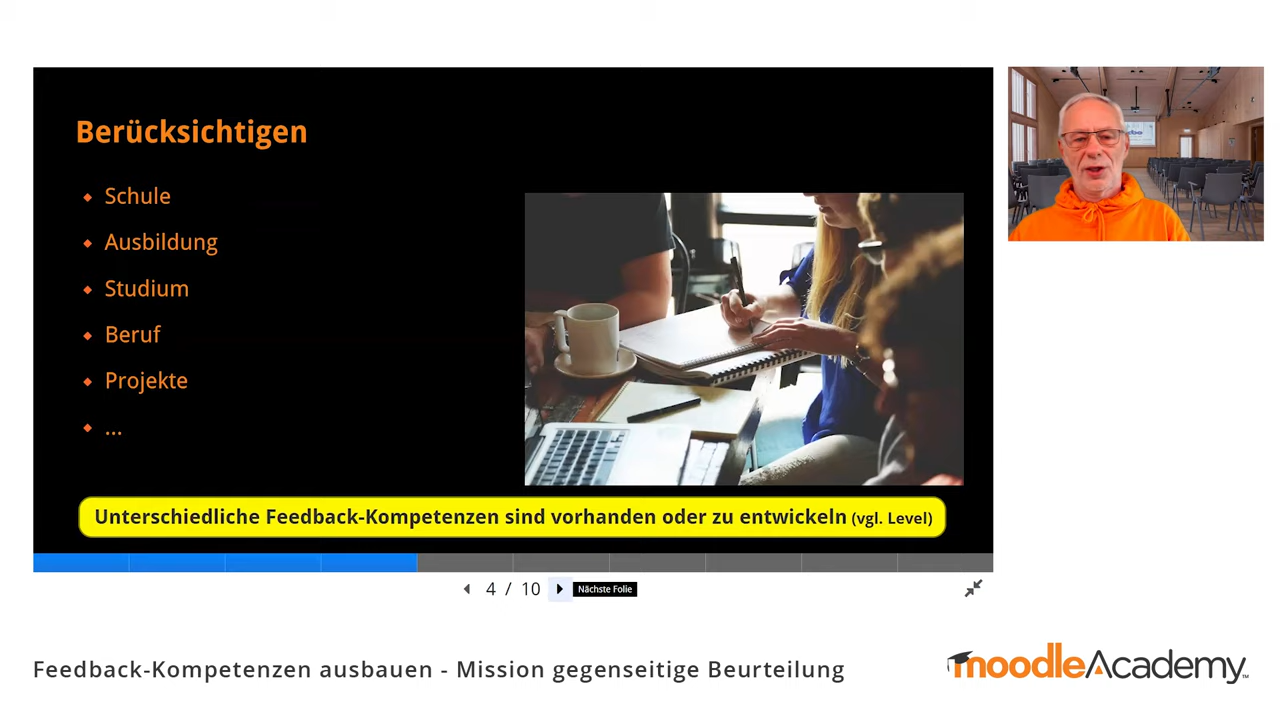 Berücksichtigen
Schule
Ausbildung
Studium
Beruf
Projekte
...
Unterschiedliche Feedback-Kompetenzen sind vorhanden oder zu entwickeln (vgl. Level)
4 / 10
Nächste Folie
Feedback-Kompetenzen ausbauen - Mission gegenseitige Beurteilung
moodleAcademy™